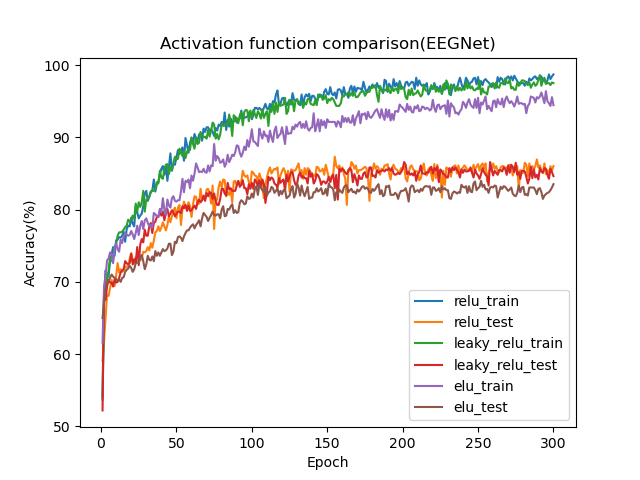 Activation function comparison(EEGNet)
Accuracy(%)
100
90
80
70
60
50
0
50
100
150
200
250
300
Epoch
relu_train
relu_test
leaky_relu_train
leaky_relu_test
elu_train
elu_test